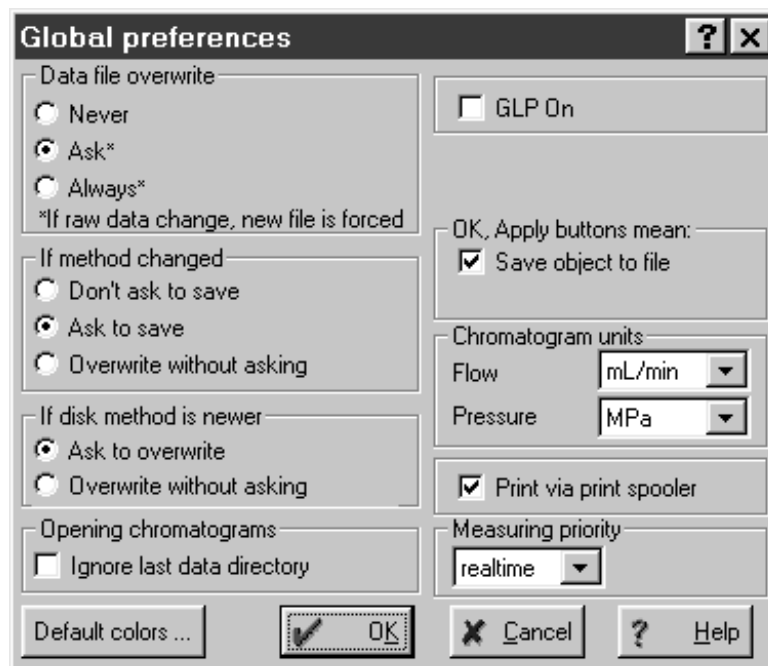 Global preferences
Data file overwrite
Never
Ask*
Always*
*If raw data change, new file is forced
If method changed
Don't ask to save
Ask to save
Overwrite without asking
If disk method is newer
Ask to overwrite
Overwrite without asking
Opening chromatograms
Ignore last data directory
GLP On
OK, Apply buttons mean:
Save object to file
Chromatogram units
Flow mL/min
Pressure MPa
Print via print spooler
Measuring priority
realtime
Default colors ... OK Cancel ? Help